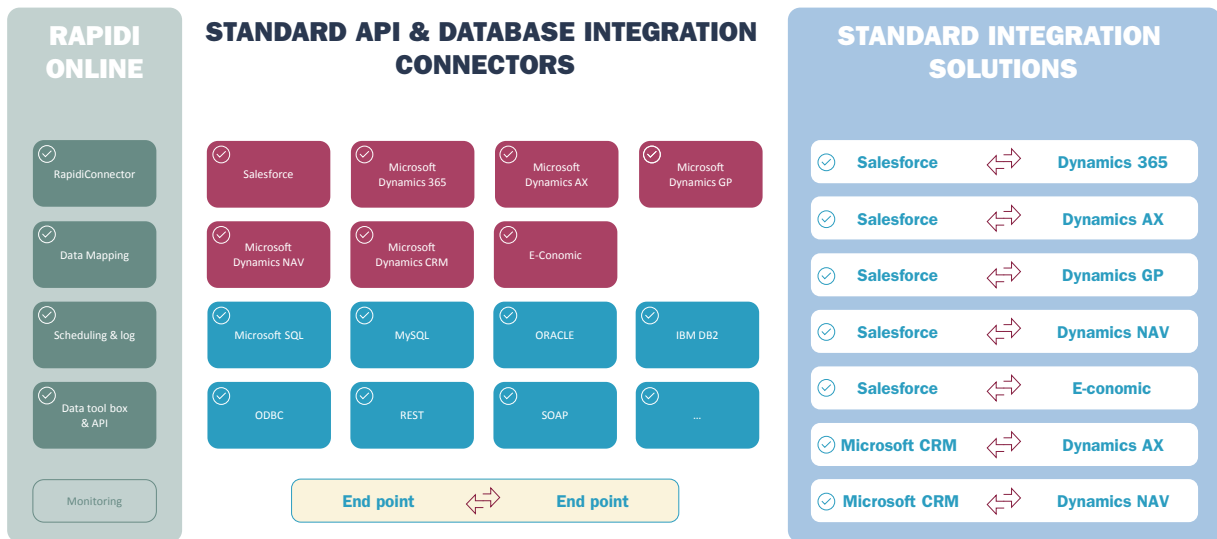 RAPIDI
ONLINE
RapidiConnector
Data Mapping
Scheduling & log
Data tool box
& API
Monitoring
STANDARD API & DATABASE INTEGRATION
CONNECTORS
Salesforce
Microsoft
Dynamics 365
Microsoft
Dynamics AX
Microsoft
Dynamics GP
Microsoft
Dynamics NAV
Microsoft
Dynamics CRM
E-Conomic
Microsoft SQL
MySQL
ORACLE
IBM DB2
ODBC
REST
SOAP
...
End point End point
STANDARD INTEGRATION
SOLUTIONS
Salesforce Dynamics 365
Salesforce Dynamics AX
Salesforce Dynamics GP
Salesforce Dynamics NAV
Salesforce E-conomic
Microsoft CRM Dynamics AX
Microsoft CRM Dynamics NAV